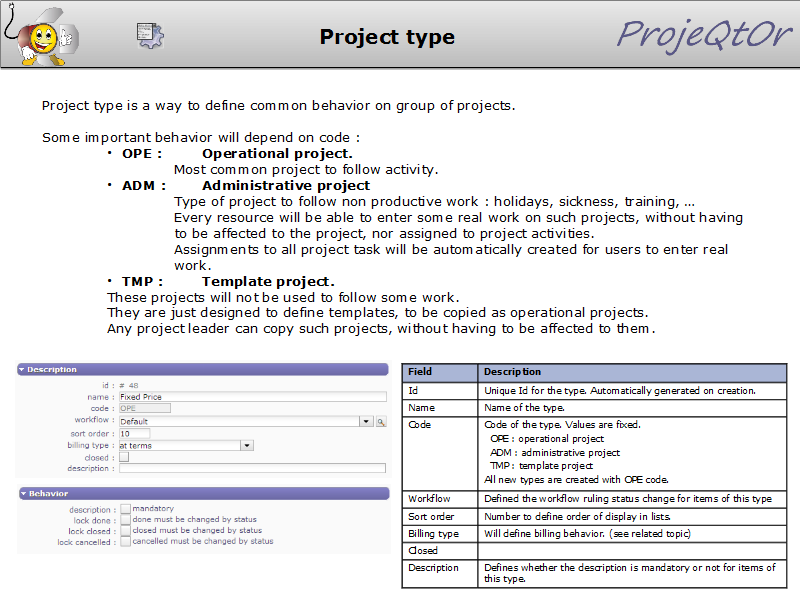 Project type
ProjeQtOr
Project type is a way to define common behavior on group of projects.
Some important behavior will depend on code :
• OPE : Operational project.
Most common project to follow activity.
• ADM : Administrative project
Type of project to follow non productive work : holidays, sickness, training, ...
Every resource will be able to enter some real work on such projects, without having
to be affected to the project, nor assigned to project activities.
Assignments to all project task will be automatically created for users to enter real
work.
• TMP : Template project.
These projects will not be used to follow some work.
They are just designed to define templates, to be copied as operational projects.
Any project leader can copy such projects, without having to be affected to them.
Description
id : # 48
name : Fixed Price
code : OPE
workflow : Default
sort order : 10
billing type : at terms
closed :
description :
Behavior
description : mandatory
lock done : done must be changed by status
lock closed : closed must be changed by status
lock cancelled : cancelled must be changed by status
Field Description
Id Unique Id for the type. Automatically generated on creation.
Name Name of the type.
Code Code of the type. Values are fixed.
OPE : operational project
ADM : administrative project
TMP : template project
All new types are created with OPE code.
Workflow Defined the workflow ruling status change for items of this type
Sort order Number to define order of display in lists.
Billing type Will define billing behavior. (see related topic)
Closed
Description Defines whether the description is mandatory or not for items of
this type.